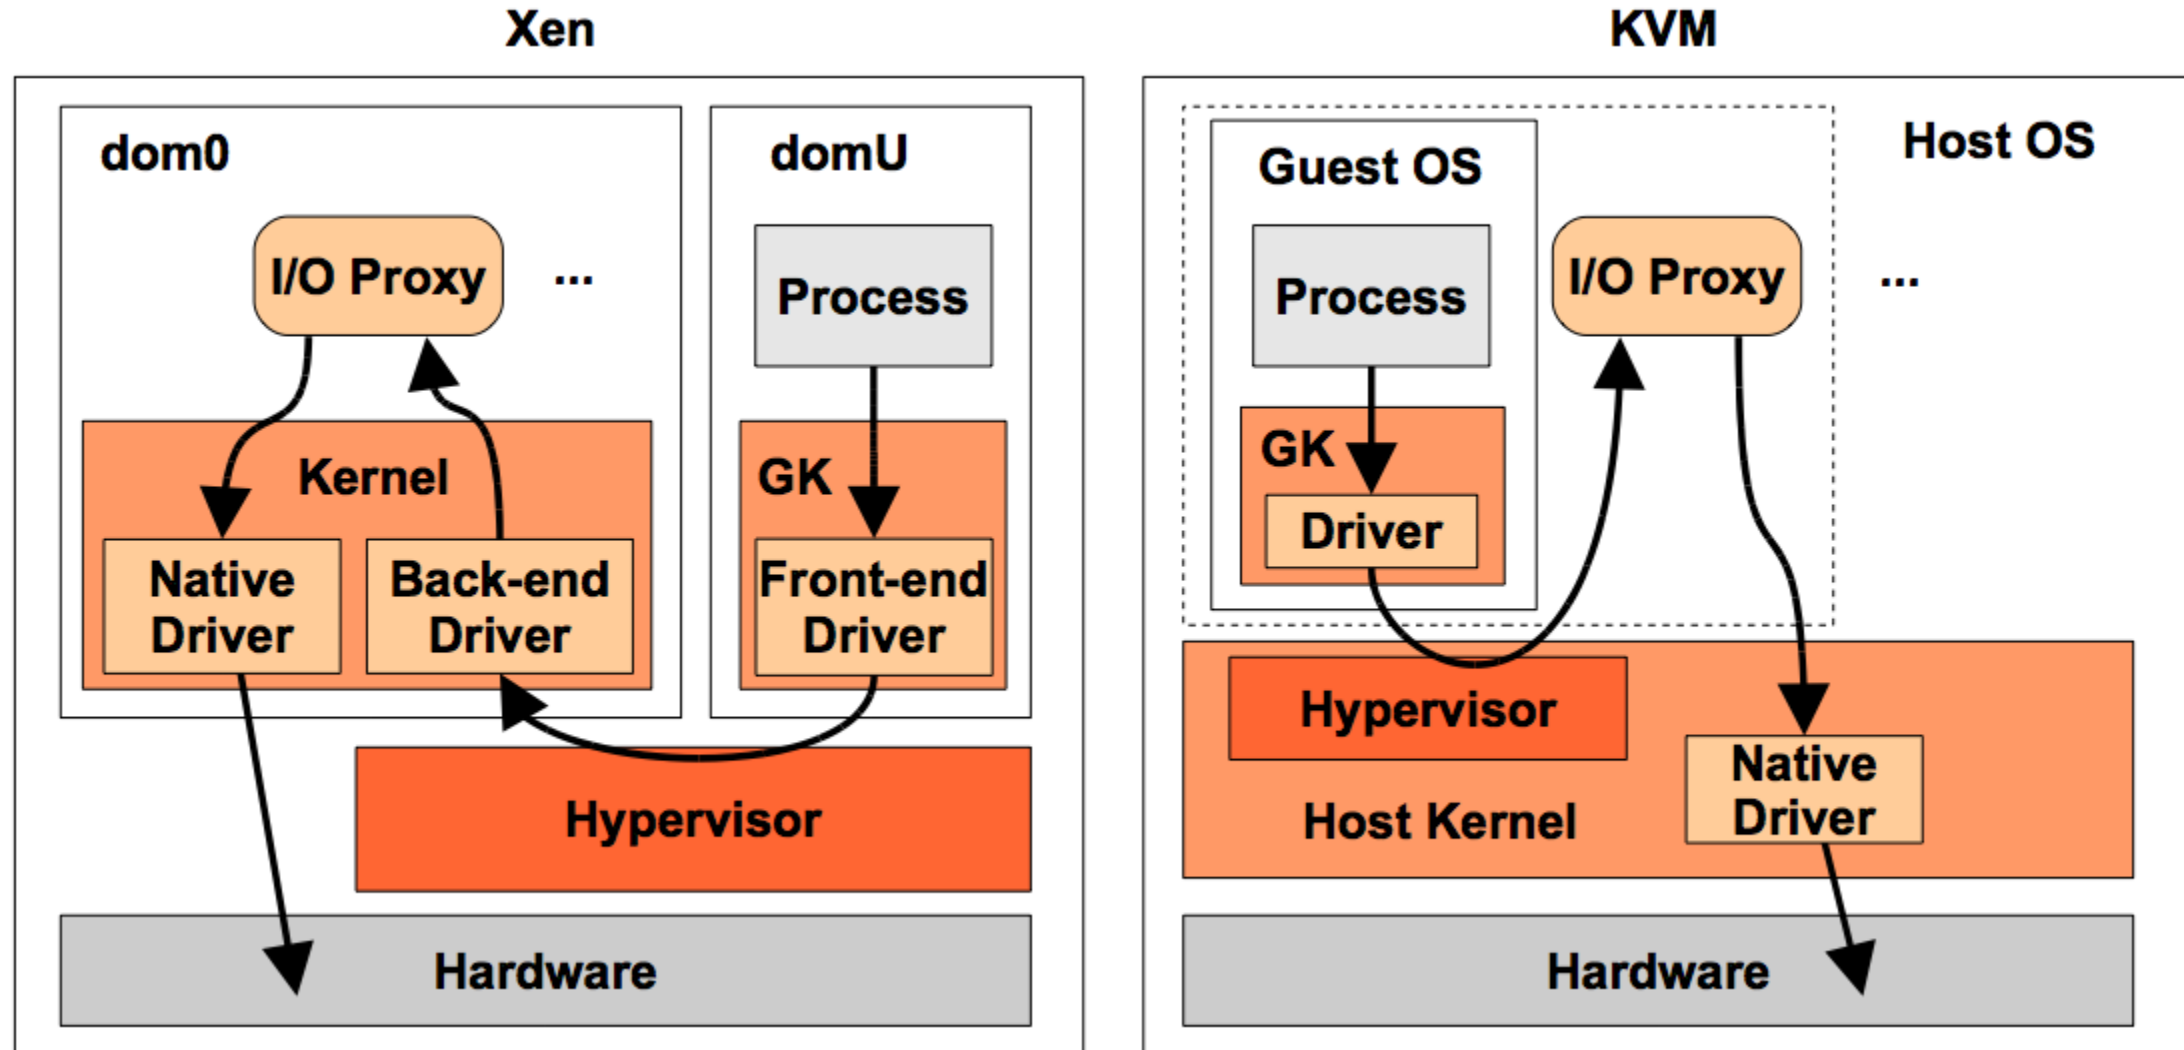 Xen
dom0
domU
I/O Proxy
...
Process
Kernel
GK
Native
Driver
Back-end
Driver
Front-end
Driver
Hypervisor
Hardware
KVM
Host OS
Guest OS
Process
I/O Proxy
...
GK
Driver
Hypervisor
Host Kernel
Native
Driver
Hardware